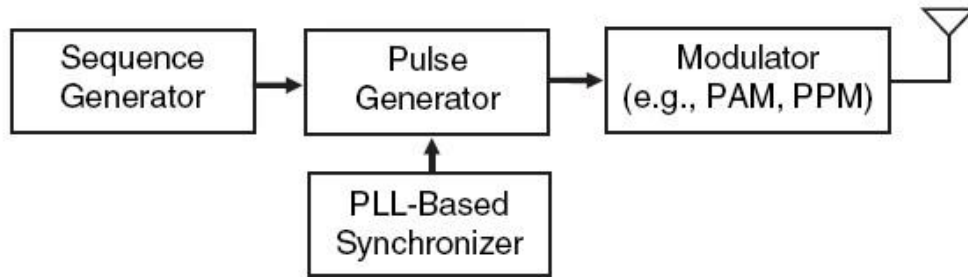 Sequence
Generator
Pulse
Generator
Modulator
(e.g., PAM, PPM)
PLL-Based
Synchronizer